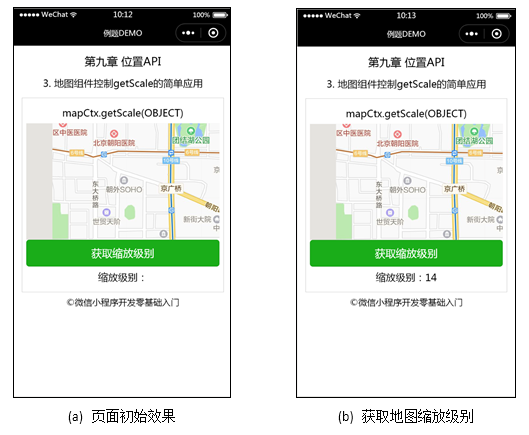 WeChat 10:12 100%
例题DEMO
第九章 位置API
3. 地图组件控制getScale的简单应用
mapCtx.getScale(OBJECT)
区中医医院
北京朝阳医院
团结湖公园
朝外SOHO
京广桥
东大桥路
世贸天阶
新街大院
中
获取缩放级别
缩放级别：
©微信小程序开发零基础入门
(a) 页面初始效果
WeChat 10:13 100%
例题DEMO
第九章 位置API
3. 地图组件控制getScale的简单应用
mapCtx.getScale(OBJECT)
区中医医院
北京朝阳医院
团结湖公园
朝外SOHO
京广桥
东大桥路
世贸天阶
新街大院
中
获取缩放级别
缩放级别：14
©微信小程序开发零基础入门
(b) 获取地图缩放级别